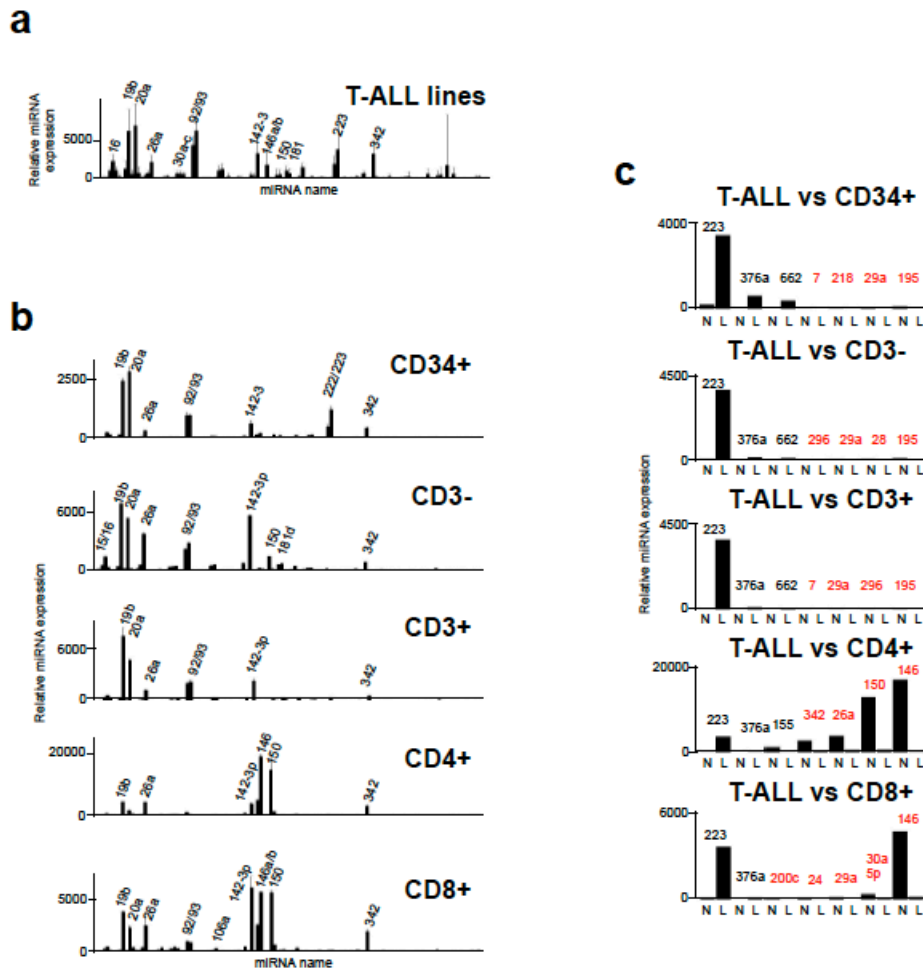 a
T-ALL lines
Relative miRNA
expression
5000
0
16
19b
20a
26a
30a-c
92/93
142-3
146a/b
150
181
223
342
miRNA name
b
CD34+
2500
0
19b
20a
26a
92/93
142-3
222/223
342
CD3-
6000
0
15/16
19b
20a
26a
92/93
142-3p
150
181d
342
Relative miRNA expression
CD3+
6000
0
19b
20a
26a
92/93
142-3p
342
CD4+
20000
0
19b
26a
142-3p
146
150
342
CD8+
5000
0
19b
20a
26a
92/93
106a
142-3p
146a/b
150
342
miRNA name
c
T-ALL vs CD34+
4000
0
223 376a 662 7 218 29a 195
N L N L N L N L N L N L N L
T-ALL vs CD3-
4500
0
223 376a 662 296 29a 28 195
N L N L N L N L N L N L N L
Relative miRNA expression
T-ALL vs CD3+
4500
0
223 376a 662 7 29a 296 195
N L N L N L N L N L N L N L
T-ALL vs CD4+
20000
0
223 376a 155 342 26a 150 146
N L N L N L N L N L N L N L
T-ALL vs CD8+
6000
0
223 376a 200c 24 29a 30a 5p 146
N L N L N L N L N L N L N L